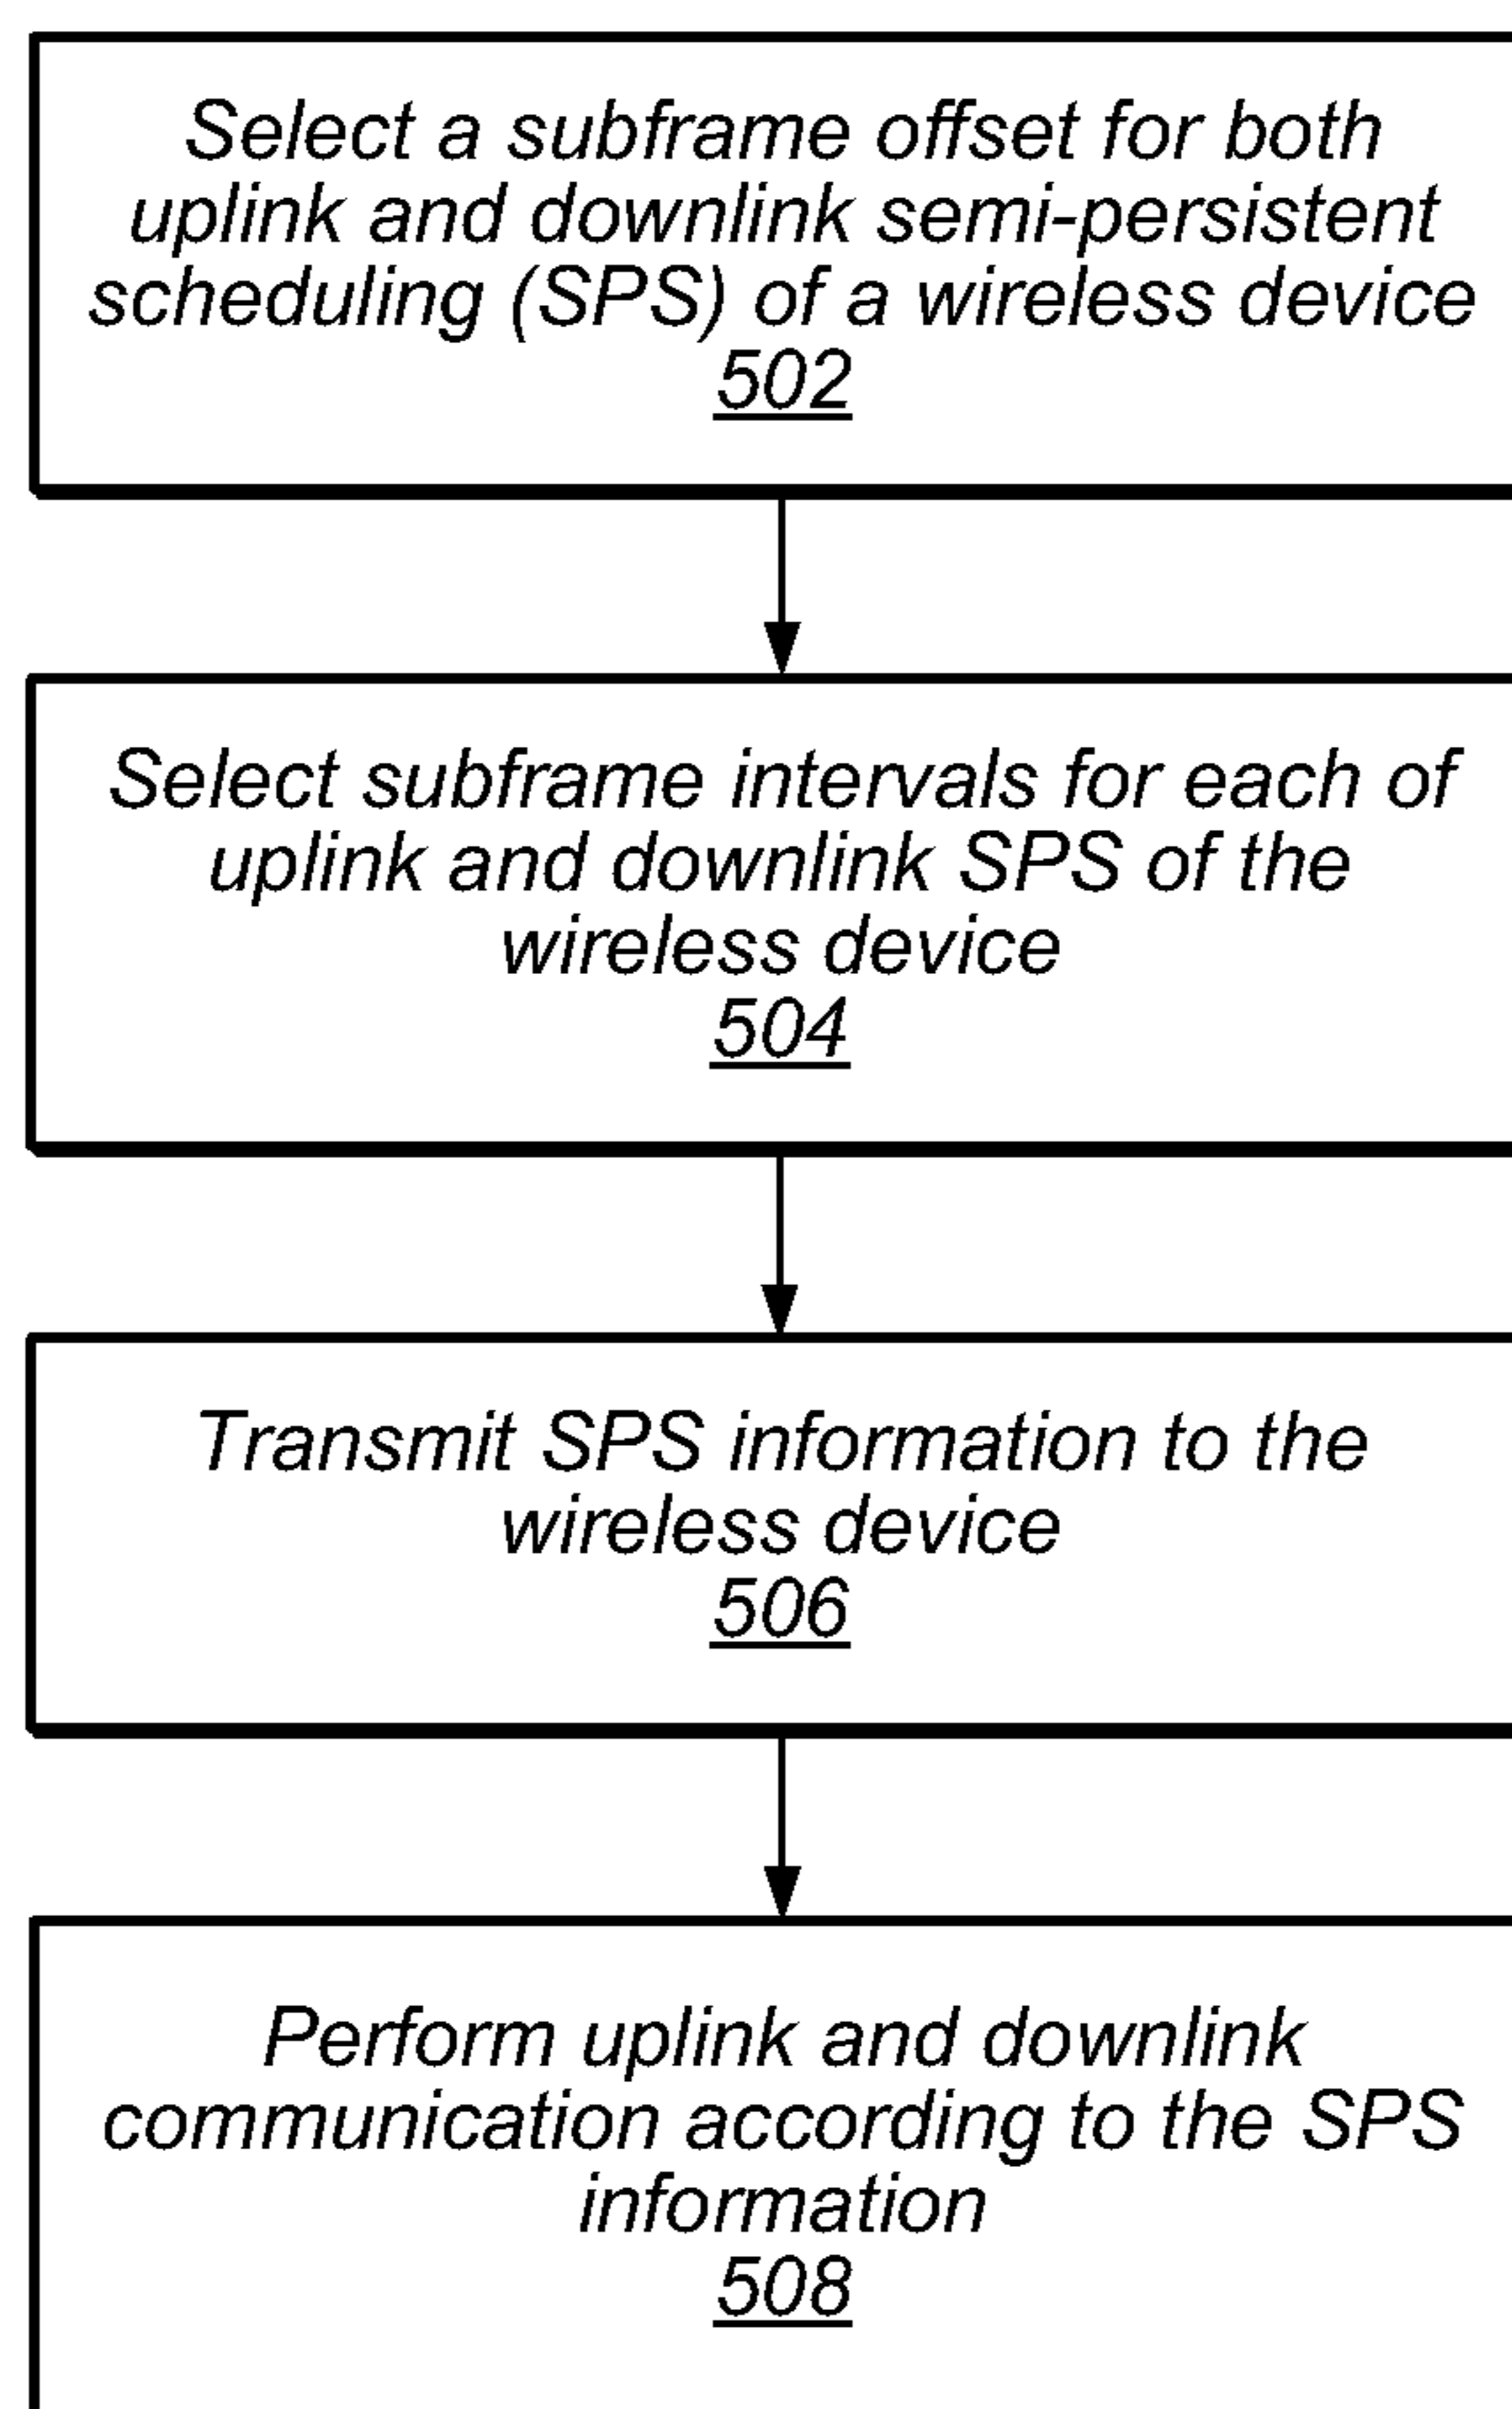 Select a subframe offset for both
uplink and downlink semi-persistent
scheduling (SPS) of a wireless device
502
Select subframe intervals for each of
uplink and downlink SPS of the
wireless device
504
Transmit SPS information to the
wireless device
506
Perform uplink and downlink
communication according to the SPS
information
508